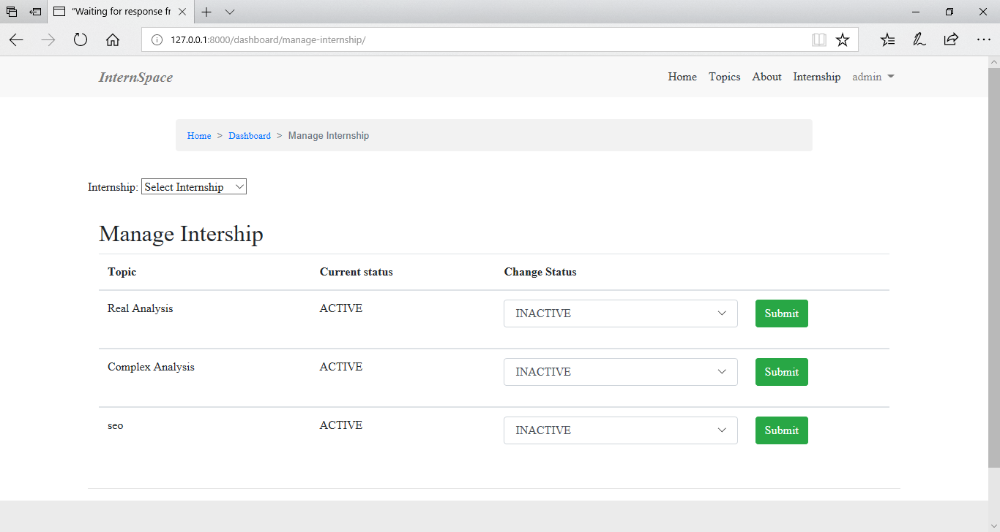 “Waiting for response fr
127.0.0.1:8000/dashboard/manage-internship/
InternSpace Home Topics About Internship admin
Home > Dashboard > Manage Internship
Internship: Select Internship
Manage Intership
Topic Current status Change Status
Real Analysis ACTIVE INACTIVE Submit
Complex Analysis ACTIVE INACTIVE Submit
seo ACTIVE INACTIVE Submit